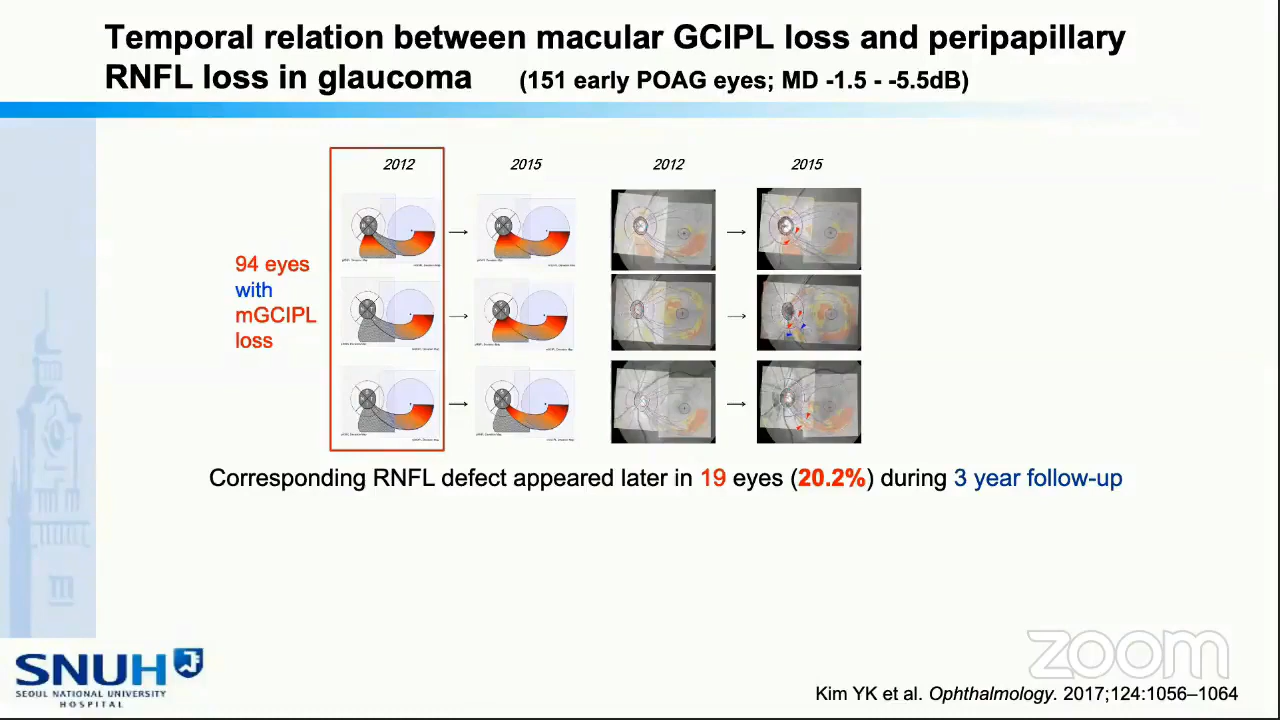 Temporal relation between macular GCIPL loss and peripapillary
RNFL loss in glaucoma (151 early POAG eyes; MD -1.5 - -5.5dB)
2012 2015 2012 2015
94 eyes
with
mGCIPL
loss
Corresponding RNFL defect appeared later in 19 eyes (20.2%) during 3 year follow-up
zoom
SNUH
SEOUL NATIONAL UNIVERSITY
HOSPITAL
Kim YK et al. Ophthalmology. 2017;124:1056–1064